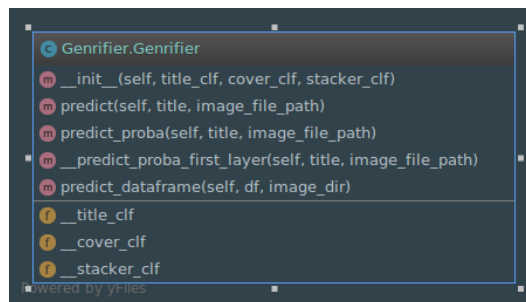 c Genrifier.Genrifier
m __init__(self, title_clf, cover_clf, stacker_clf)
m predict(self, title, image_file_path)
m predict_proba(self, title, image_file_path)
m __predict_proba_first_layer(self, title, image_file_path)
m predict_dataframe(self, df, image_dir)
f __title_clf
f __cover_clf
f __stacker_clf
Powered by yFiles